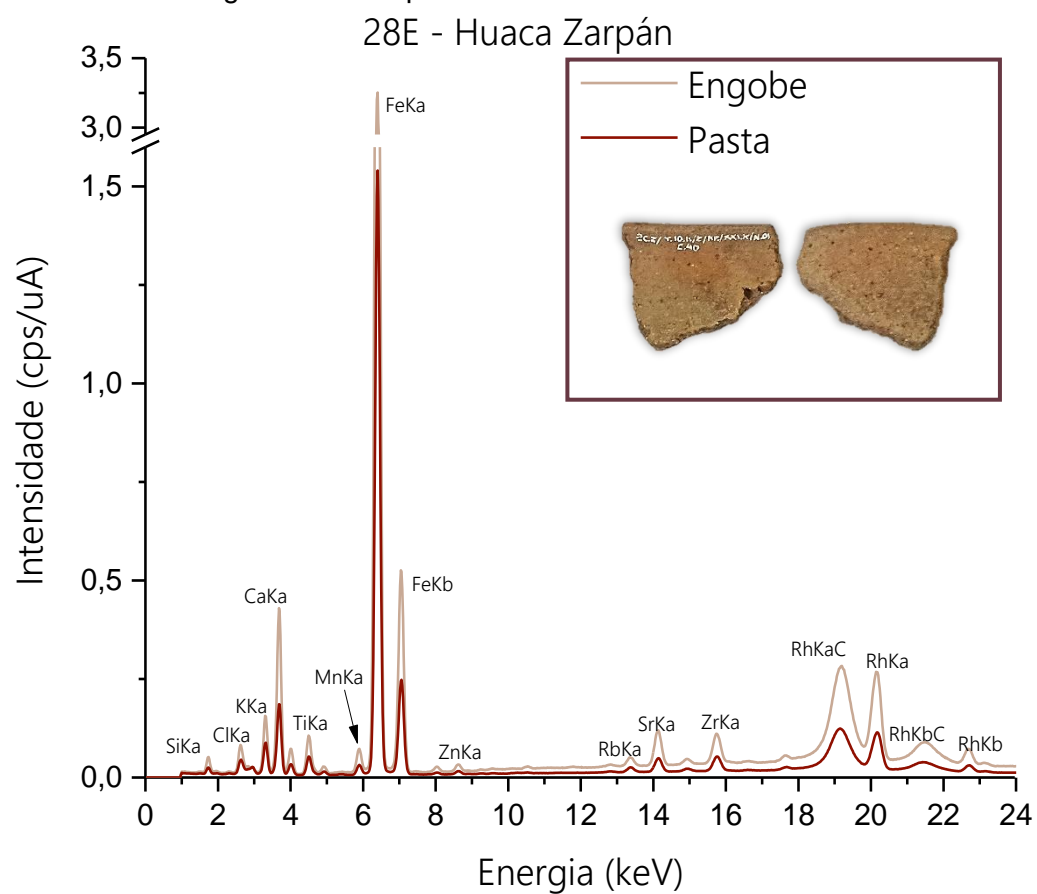 28E - Huaca Zarpán
3,5
3,0
1,5
1,0
0,5
0,0
Intensidade (cps/uA)
Engobe
Pasta
FeKa
FeKb
CaKa
MnKa
KKa
TiKa
ClKa
SiKa
ZnKa
RbKa
SrKa
ZrKa
RhKaC
RhKa
RhKbC
RhKb
0 2 4 6 8 10 12 14 16 18 20 22 24
Energia (keV)